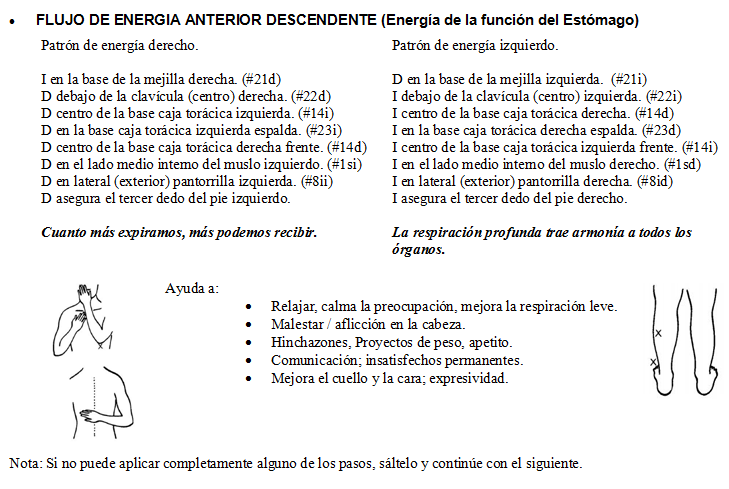 • FLUJO DE ENERGIA ANTERIOR DESCENDENTE (Energía de la función del Estómago)
Patrón de energía derecho.
I en la base de la mejilla derecha. (#21d)
D debajo de la clavícula (centro) derecha. (#22d)
D centro de la base caja torácica izquierda. (#14i)
D en la base caja torácica izquierda espalda. (#23i)
D centro de la base caja torácica derecha frente. (#14d)
D en el lado medio interno del muslo izquierdo. (#1si)
D en lateral (exterior) pantorrilla izquierda. (#8ii)
D asegura el tercer dedo del pie izquierdo.
Cuanto más expiramos, más podemos recibir.
Patrón de energía izquierdo.
D en la base de la mejilla izquierda. (#21i)
I debajo de la clavícula (centro) izquierda. (#22i)
I centro de la base caja torácica derecha. (#14d)
I en la base caja torácica derecha espalda. (#23d)
I centro de la base caja torácica izquierda frente. (#14i)
I en el lado medio interno del muslo derecho. (#1sd)
I en lateral (exterior) pantorrilla derecha. (#8id)
I asegura el tercer dedo del pie derecho.
La respiración profunda trae armonía a todos los
órganos.
Ayuda a:
• Relajar, calma la preocupación, mejora la respiración leve.
• Malestar / aflicción en la cabeza.
• Hinchazones, Proyectos de peso, apetito.
• Comunicación; insatisfechos permanentes.
• Mejora el cuello y la cara; expresividad.
x
x
Nota: Si no puede aplicar completamente alguno de los pasos, sáltelo y continúe con el siguiente.